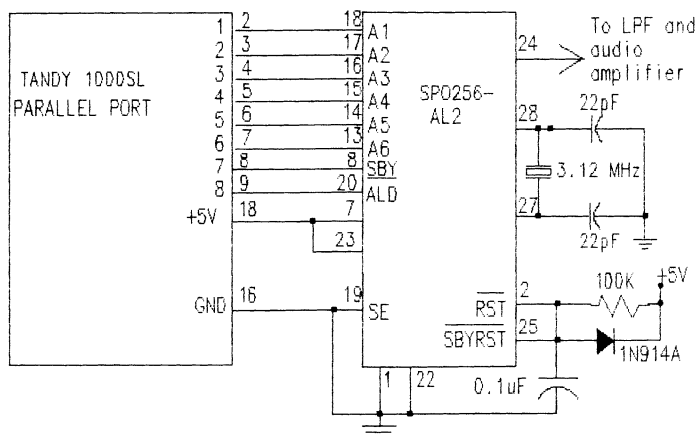 TANDY 1000SL
PARALLEL PORT
1 2 18 A1
2 3 17 A2
3 4 16 A3
4 5 15 A4
5 6 14 A5
6 7 13 A6
7 8 8 SBY
8 9 20 ALD
+5V 18 7
23
GND 16 19 SE
SPO256-
AL2
24
To LPF and
audio
amplifier
28
22pF
3.12 MHz
27
22pF
+5V
100K
2 RST
25 SBYRST
1N914A
0.1uF
1 22